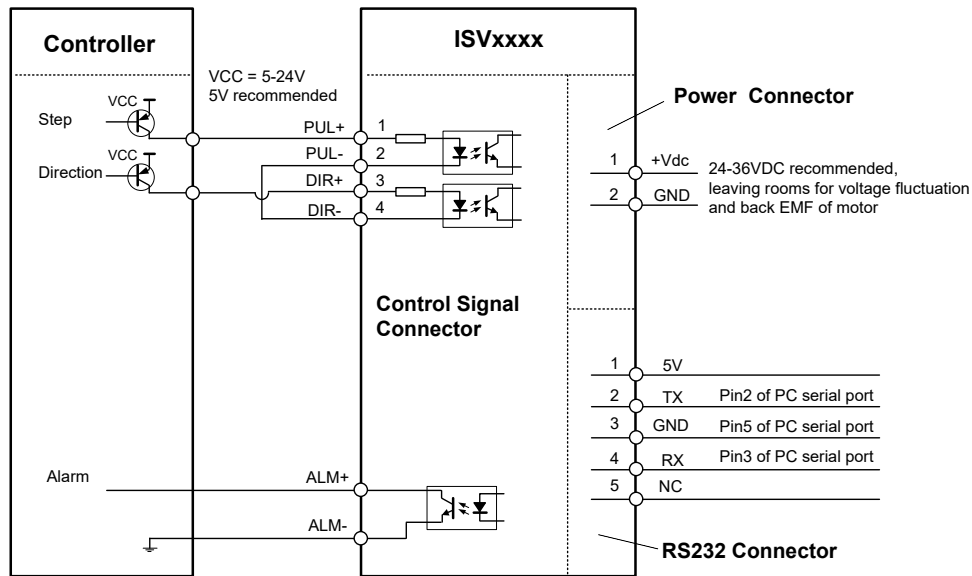 Controller
ISVxxxx
VCC = 5-24V
5V recommended
VCC
Step
PUL+
1
PUL-
2
VCC
Direction
DIR+
3
DIR-
4
Control Signal
Connector
Alarm
ALM+
ALM-
Power Connector
1
+Vdc
24-36VDC recommended,
leaving rooms for voltage fluctuation
and back EMF of motor
2
GND
1
5V
2
TX
Pin2 of PC serial port
3
GND
Pin5 of PC serial port
4
RX
Pin3 of PC serial port
5
NC
RS232 Connector